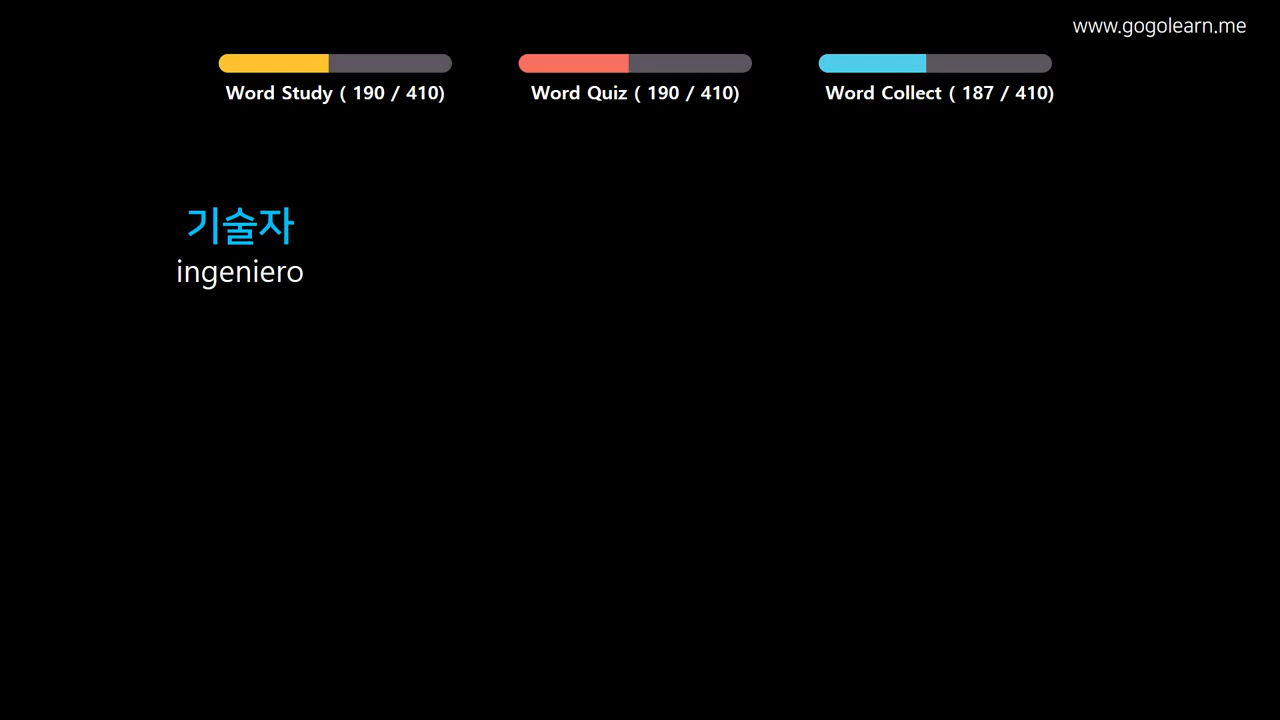 www.gogolearn.me
Word Study ( 190 / 410)
Word Quiz ( 190 / 410)
Word Collect ( 187 / 410)
기술자
ingeniero